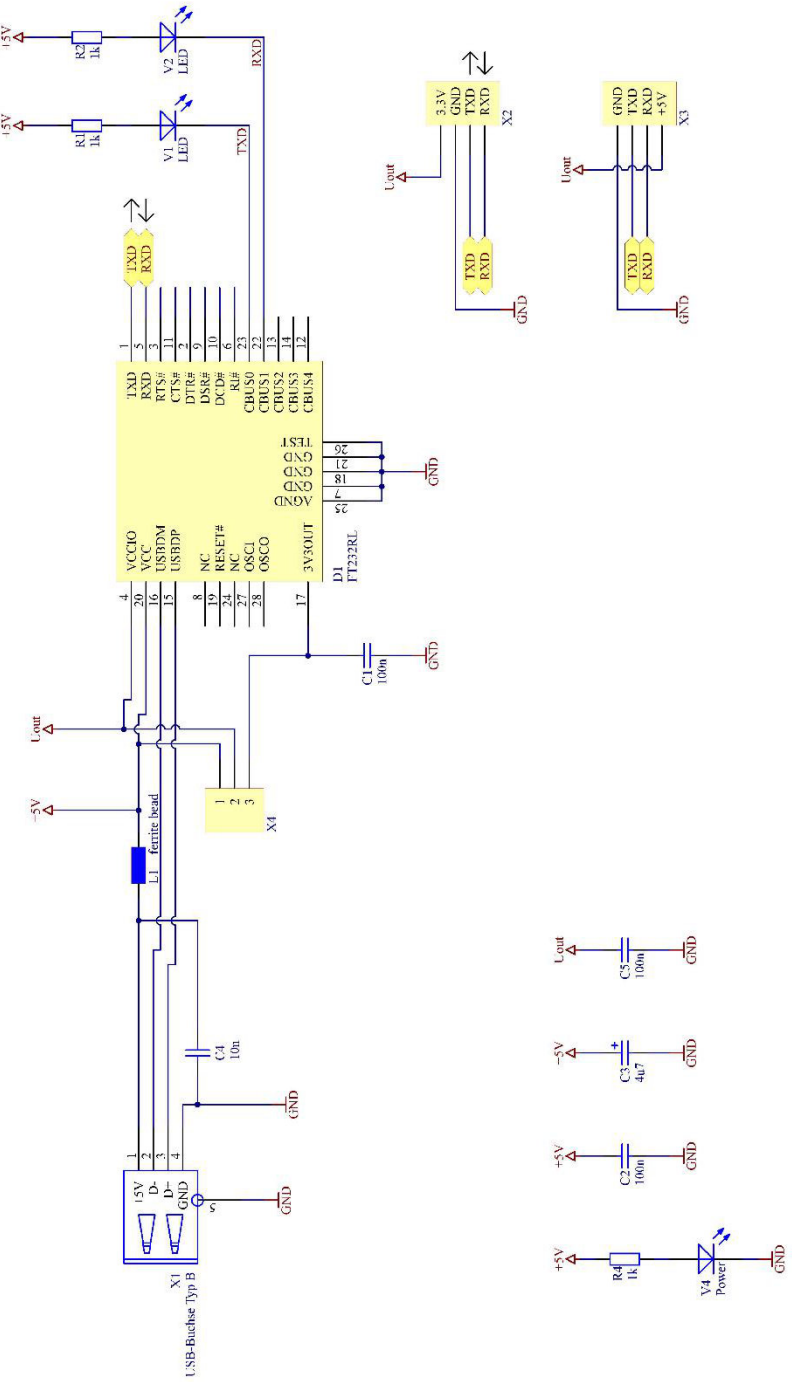 X1
USB-Buchse Typ B
+5V
D-
D+
GND
1
2
3
4
5
GND
GND
C4
10n
L1
ferrite bead
+5V
Uout
X4
1
2
3
4
20
16
15
8
19
24
27
28
17
VCCIO
VCC
USBDM
USBDP
NC
RESET#
NC
OSCI
OSCO
3V3OUT
TXD
RXD
RTS#
CTS#
DTR#
DSR#
DCD#
RI#
CBUS0
CBUS1
CBUS2
CBUS3
CBUS4
1
5
3
11
2
9
10
6
23
22
13
14
12
AGND
GND
GND
GND
TEST
25
7
18
21
26
D1
FT232RL
GND
C1
100n
GND
TXD
RXD
TXD
RXD
V1
LED
V2
LED
R1
1k
R2
1k
+5V
+5V
Uout
3.3V
GND
TXD
RXD
X2
TXD
RXD
GND
Uout
GND
TXD
RXD
+5V
X3
TXD
RXD
GND
+5V
R4
1k
V4
Power
GND
+5V
C2
100n
GND
+5V
+
C3
4u7
GND
Uout
C5
100n
GND